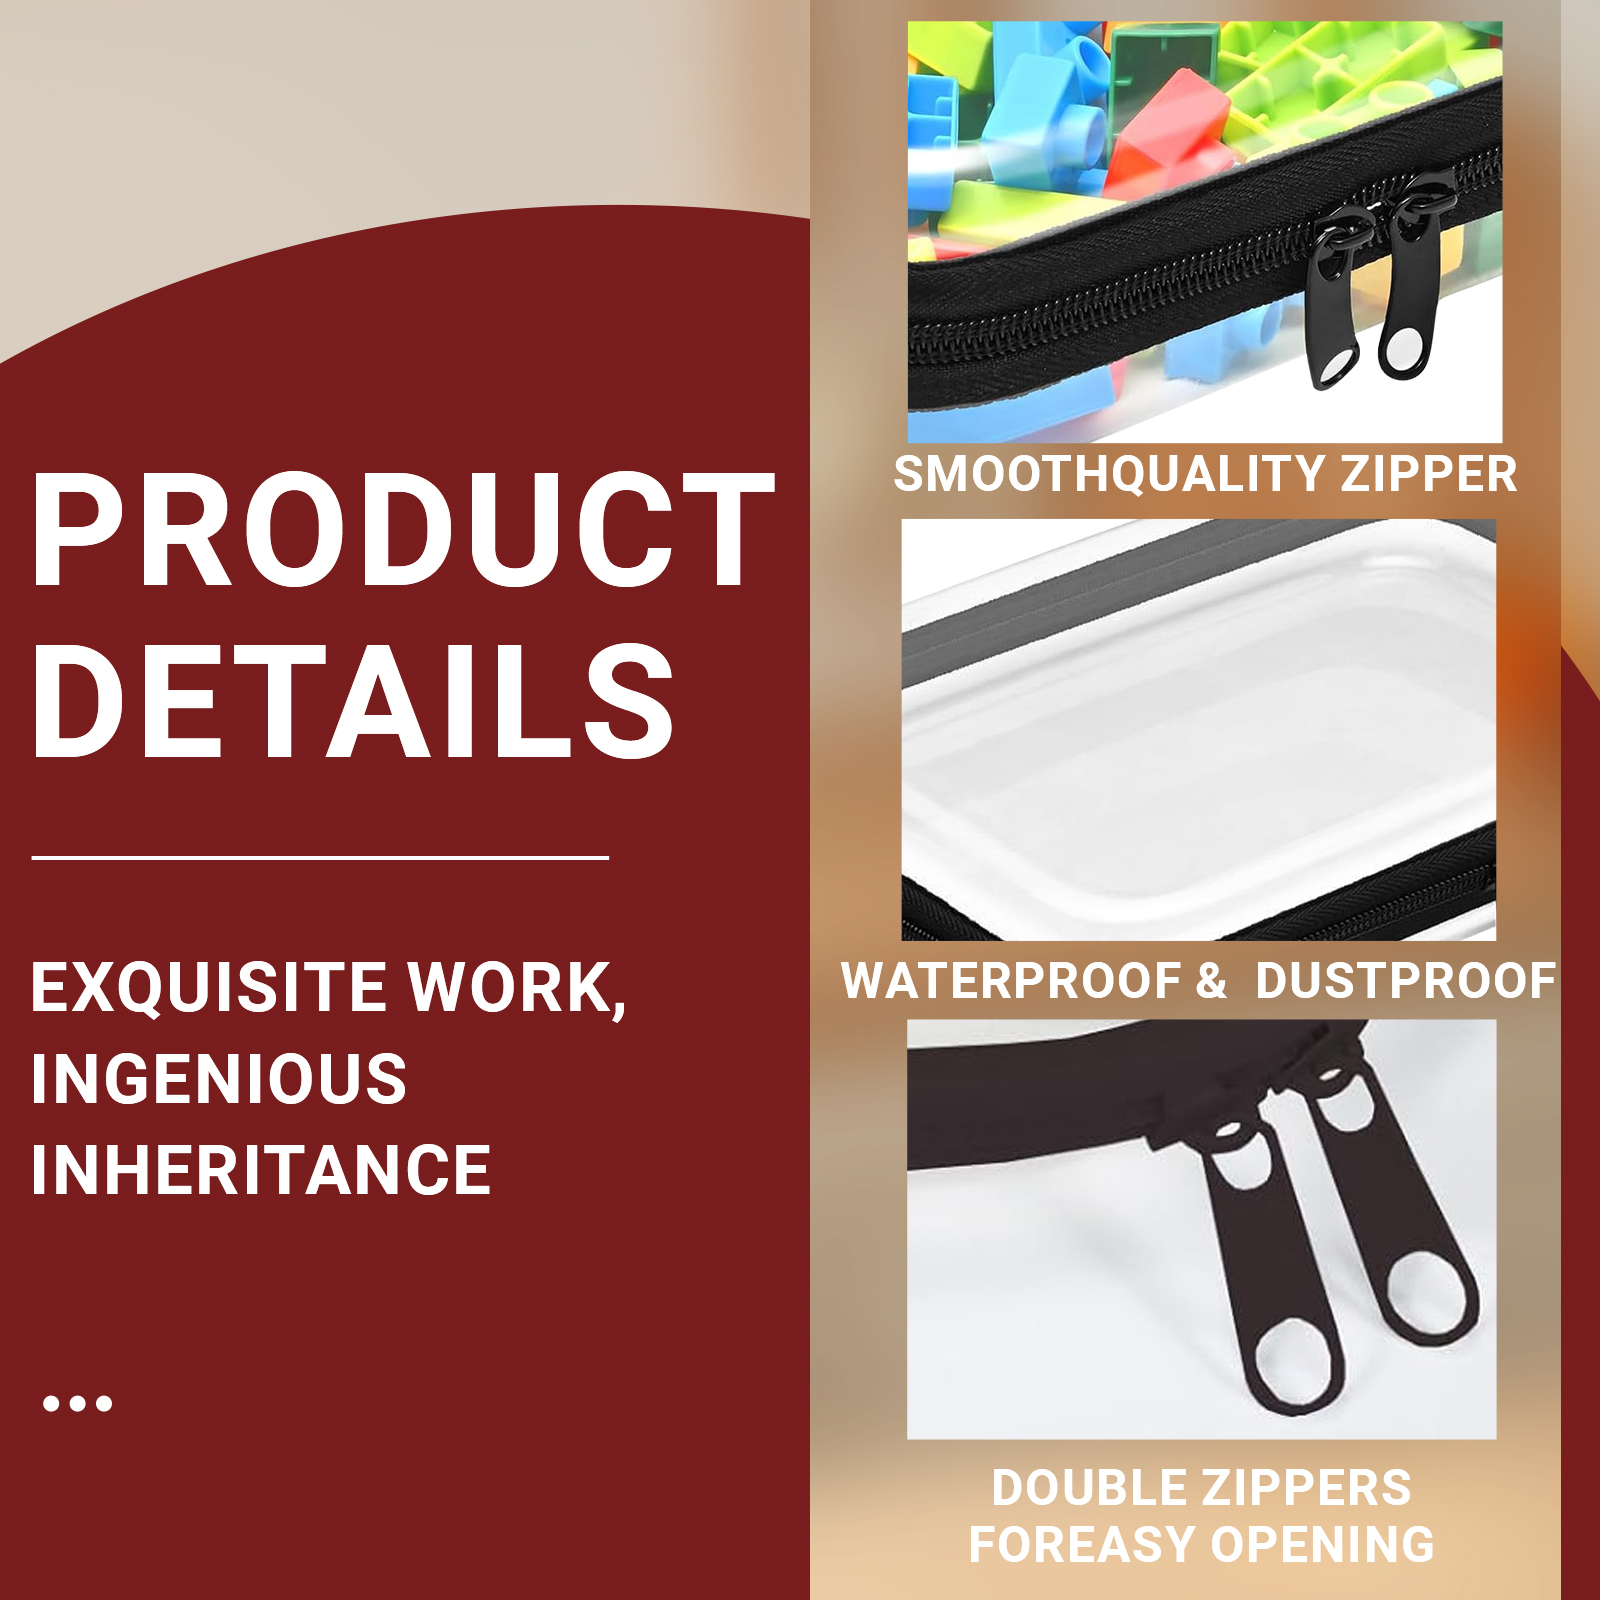 PRODUCT
DETAILS
EXQUISITE WORK,
INGENIOUS
INHERITANCE
...
SMOOTHQUALITY ZIPPER
WATERPROOF & DUSTPROOF
DOUBLE ZIPPERS
FOREASY OPENING